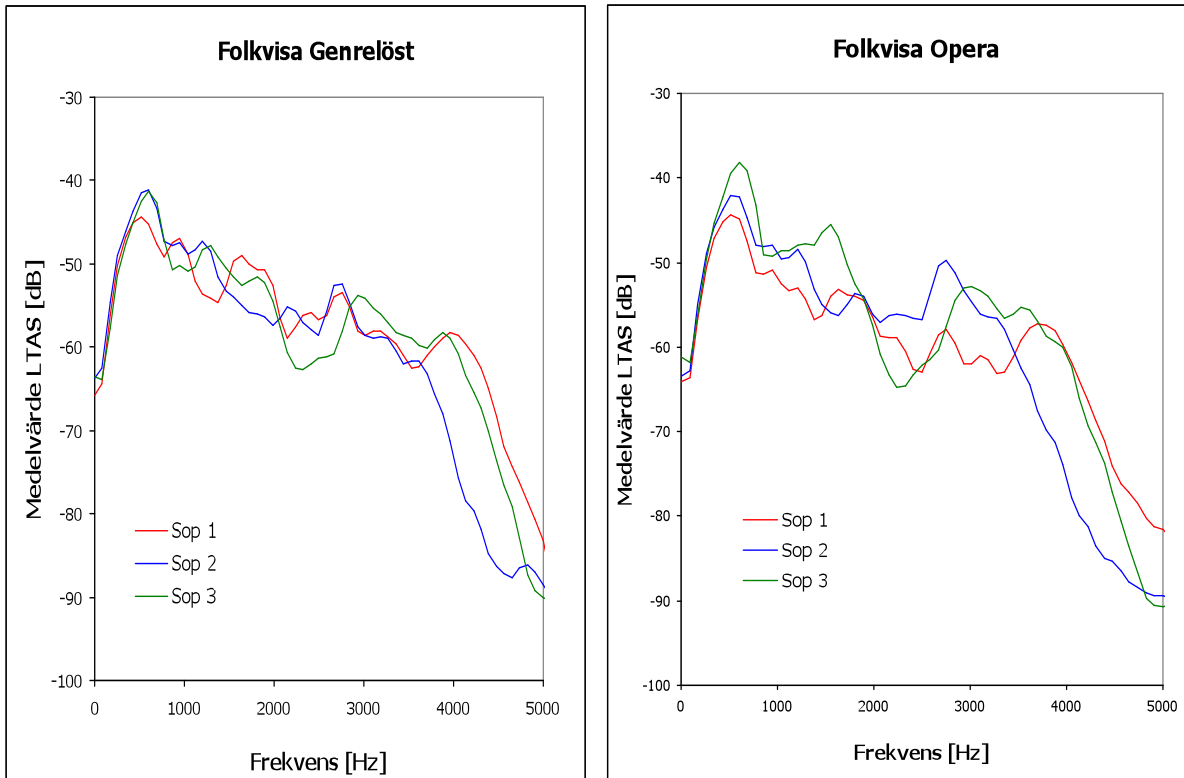 Folkvisa Genrelöst
-30
-40
-50
-60
-70
-80
-90
-100
Medelvärde LTAS [dB]
Sop 1
Sop 2
Sop 3
0 1000 2000 3000 4000 5000
Frekvens [Hz]
Folkvisa Opera
-30
-40
-50
-60
-70
-80
-90
-100
Medelvärde LTAS [dB]
Sop 1
Sop 2
Sop 3
0 1000 2000 3000 4000 5000
Frekvens [Hz]